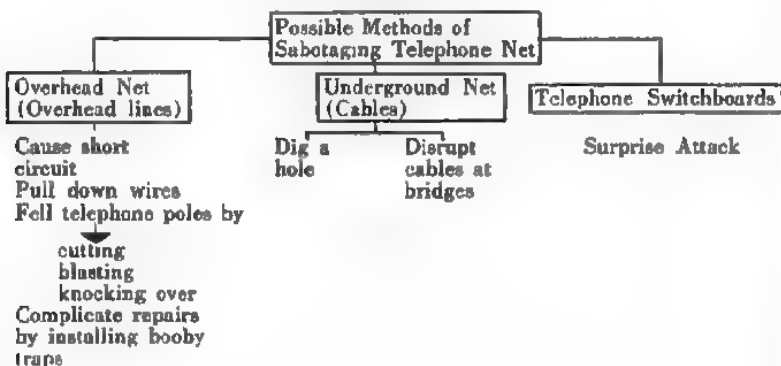 Possible Methods of
Sabotaging Telephone Net
Overhead Net
(Overhead lines)
Cause short
circuit
Pull down wires
Fell telephone poles by
cutting
blasting
knocking over
Complicate repairs
by installing booby
traps
Underground Net
(Cables)
Dig a
hole
Disrupt
cables at
bridges
Telephone Switchboards
Surprise Attack